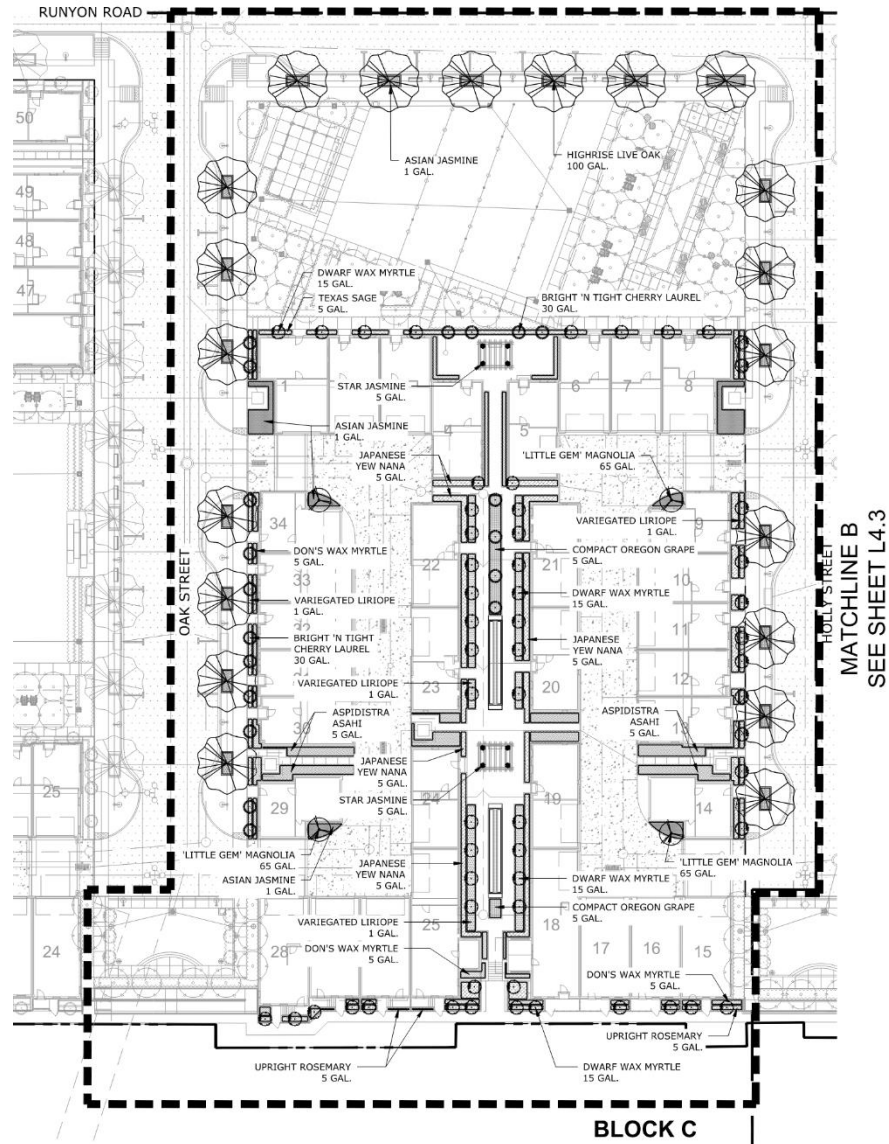 RUNYON ROAD
50
49
48
47
ASIAN JASMINE
1 GAL.
HIGHRISE LIVE OAK
100 GAL.
DWARF WAX MYRTLE
15 GAL.
TEXAS SAGE
5 GAL.
BRIGHT 'N TIGHT CHERRY LAUREL
30 GAL.
STAR JASMINE
5 GAL.
1
4
5
6
7
8
ASIAN JASMINE
1 GAL.
JAPANESE
YEW NANA
5 GAL.
'LITTLE GEM' MAGNOLIA
65 GAL.
VARIEGATED LIRIOPE
1 GAL.
34
9
OAK STREET
HOLLY STREET
MATCHLINE B
SEE SHEET L4.3
DON'S WAX MYRTLE
5 GAL.
33
22
21
COMPACT OREGON GRAPE
5 GAL.
10
VARIEGATED LIRIOPE
1 GAL.
DWARF WAX MYRTLE
15 GAL.
32
11
BRIGHT 'N TIGHT
CHERRY LAUREL
30 GAL.
JAPANESE
YEW NANA
5 GAL.
VARIEGATED LIRIOPE
1 GAL.
23
20
12
30
ASPIDISTRA
ASAHI
5 GAL.
ASPIDISTRA
ASAHI
5 GAL.
JAPANESE
YEW NANA
5 GAL.
25
STAR JASMINE
5 GAL.
29
24
19
14
'LITTLE GEM' MAGNOLIA
65 GAL.
ASIAN JASMINE
1 GAL.
JAPANESE
YEW NANA
5 GAL.
'LITTLE GEM' MAGNOLIA
65 GAL.
DWARF WAX MYRTLE
15 GAL.
COMPACT OREGON GRAPE
5 GAL.
VARIEGATED LIRIOPE
1 GAL.
24
28
25
18
17
16
15
DON'S WAX MYRTLE
5 GAL.
DON'S WAX MYRTLE
5 GAL.
UPRIGHT ROSEMARY
5 GAL.
UPRIGHT ROSEMARY
5 GAL.
DWARF WAX MYRTLE
15 GAL.
BLOCK C